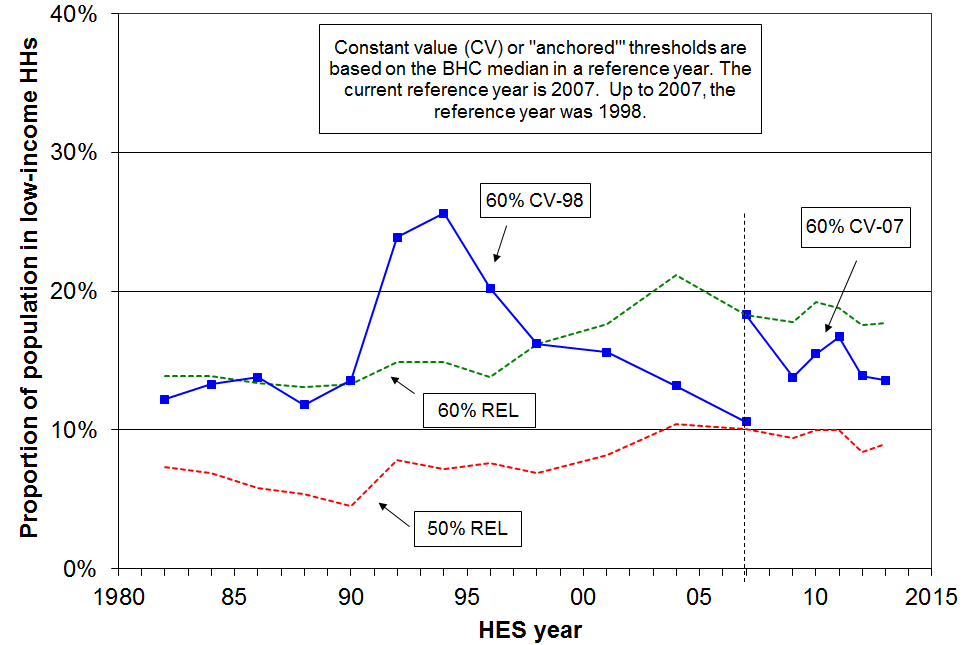 40%
Constant value (CV) or "anchored"' thresholds are
based on the BHC median in a reference year. The
current reference year is 2007.  Up to 2007, the
reference year was 1998.
30%
60% CV-98
60% CV-07
20%
60% REL
10%
50% REL
0%
1980 85 90 95 00 05 10 2015
HES year
Proportion of population in low-income HHs